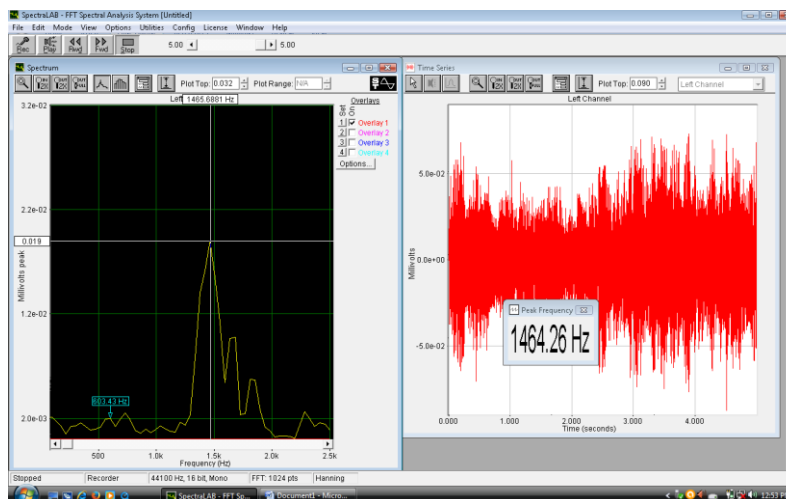 SpectraLAB - FFT Spectral Analysis System [Untitled]
File Edit Mode View Options Utilities Config License Window Help
Rec Play Rwd Fwd Stop 5.00 5.00
Spectrum
Plot Top: 0.032 Plot Range: N/A
Left 1465.6881 Hz
Overlays
Set On
1 Overlay 1
2 Overlay 2
3 Overlay 3
4 Overlay 4
Options...
3.2e-02
2.2e-02
0.019
1.2e-02
2.0e-03
Millivolts peak
603.43 Hz
500 1.0k 1.5k 2.0k 2.5k
Frequency (Hz)
Time Series
Plot Top: 0.090 Left Channel
Left Channel
5.0e-02
0.0e+00
-5.0e-02
Millivolts
Peak Frequency
1464.26 Hz
0.000 1.000 2.000 3.000 4.000
Time (seconds)
Stopped Recorder 44100 Hz, 16 bit, Mono FFT: 1024 pts Hanning
SpectraLAB - FFT Sp... Document1 - Micro... 12:53 P